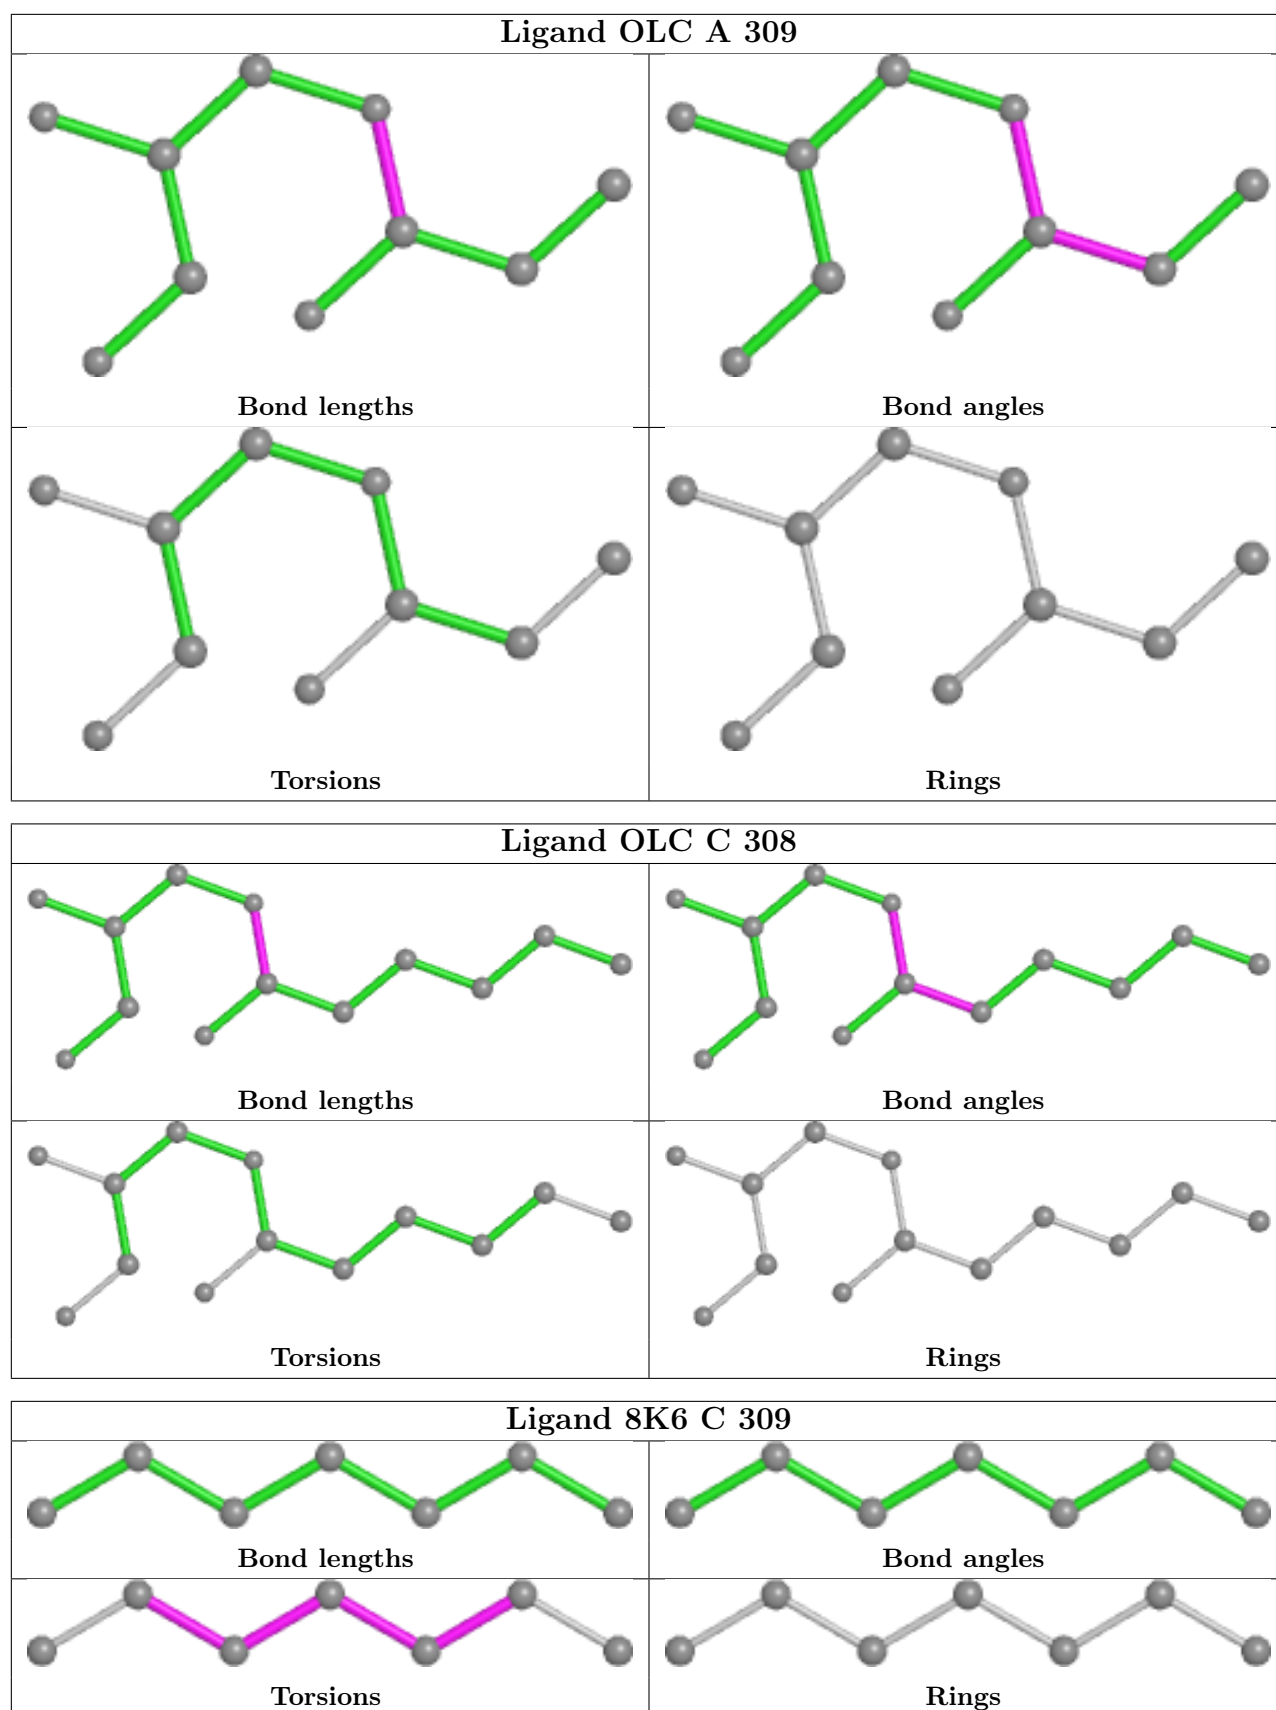 Ligand OLC A 309
Bond lengths
Bond angles
Torsions
Rings
Ligand OLC C 308
Bond lengths
Bond angles
Torsions
Rings
Ligand 8K6 C 309
Bond lengths
Bond angles
Torsions
Rings